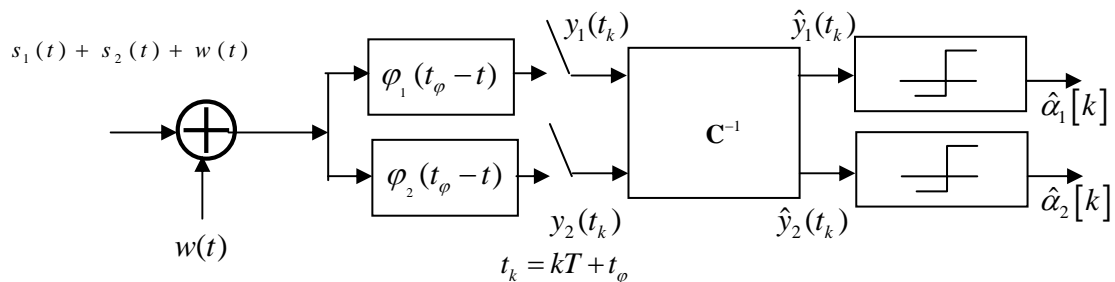 s₁(t) + s₂(t) + w(t)
w(t)
φ₁(t_φ − t)
φ₂(t_φ − t)
y₁(t_k)
y₂(t_k)
t_k = kT + t_φ
C⁻¹
ŷ₁(t_k)
ŷ₂(t_k)
α̂₁[k]
α̂₂[k]